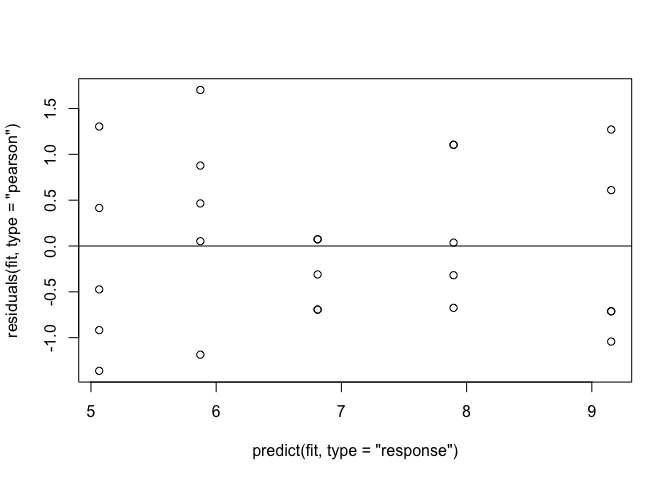 residuals(fit, type = "pearson")
1.5
1.0
0.5
0.0
-0.5
-1.0
5 6 7 8 9
predict(fit, type = "response")